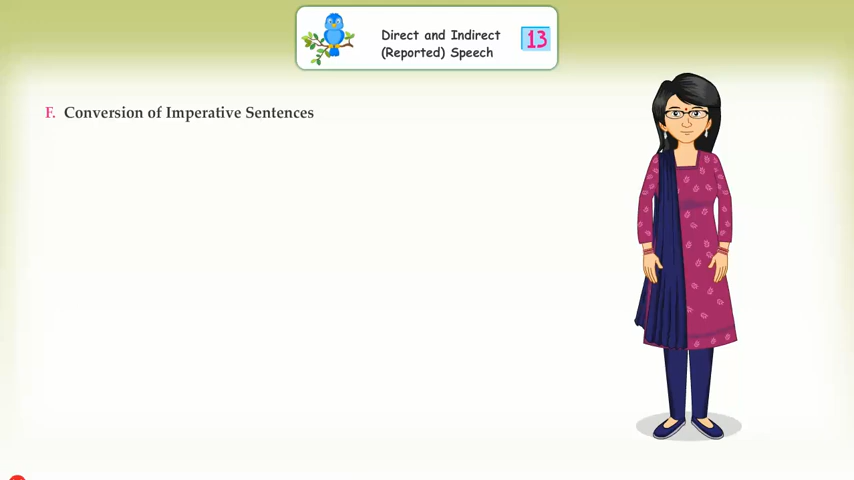 Direct and Indirect
(Reported) Speech
13
F. Conversion of Imperative Sentences